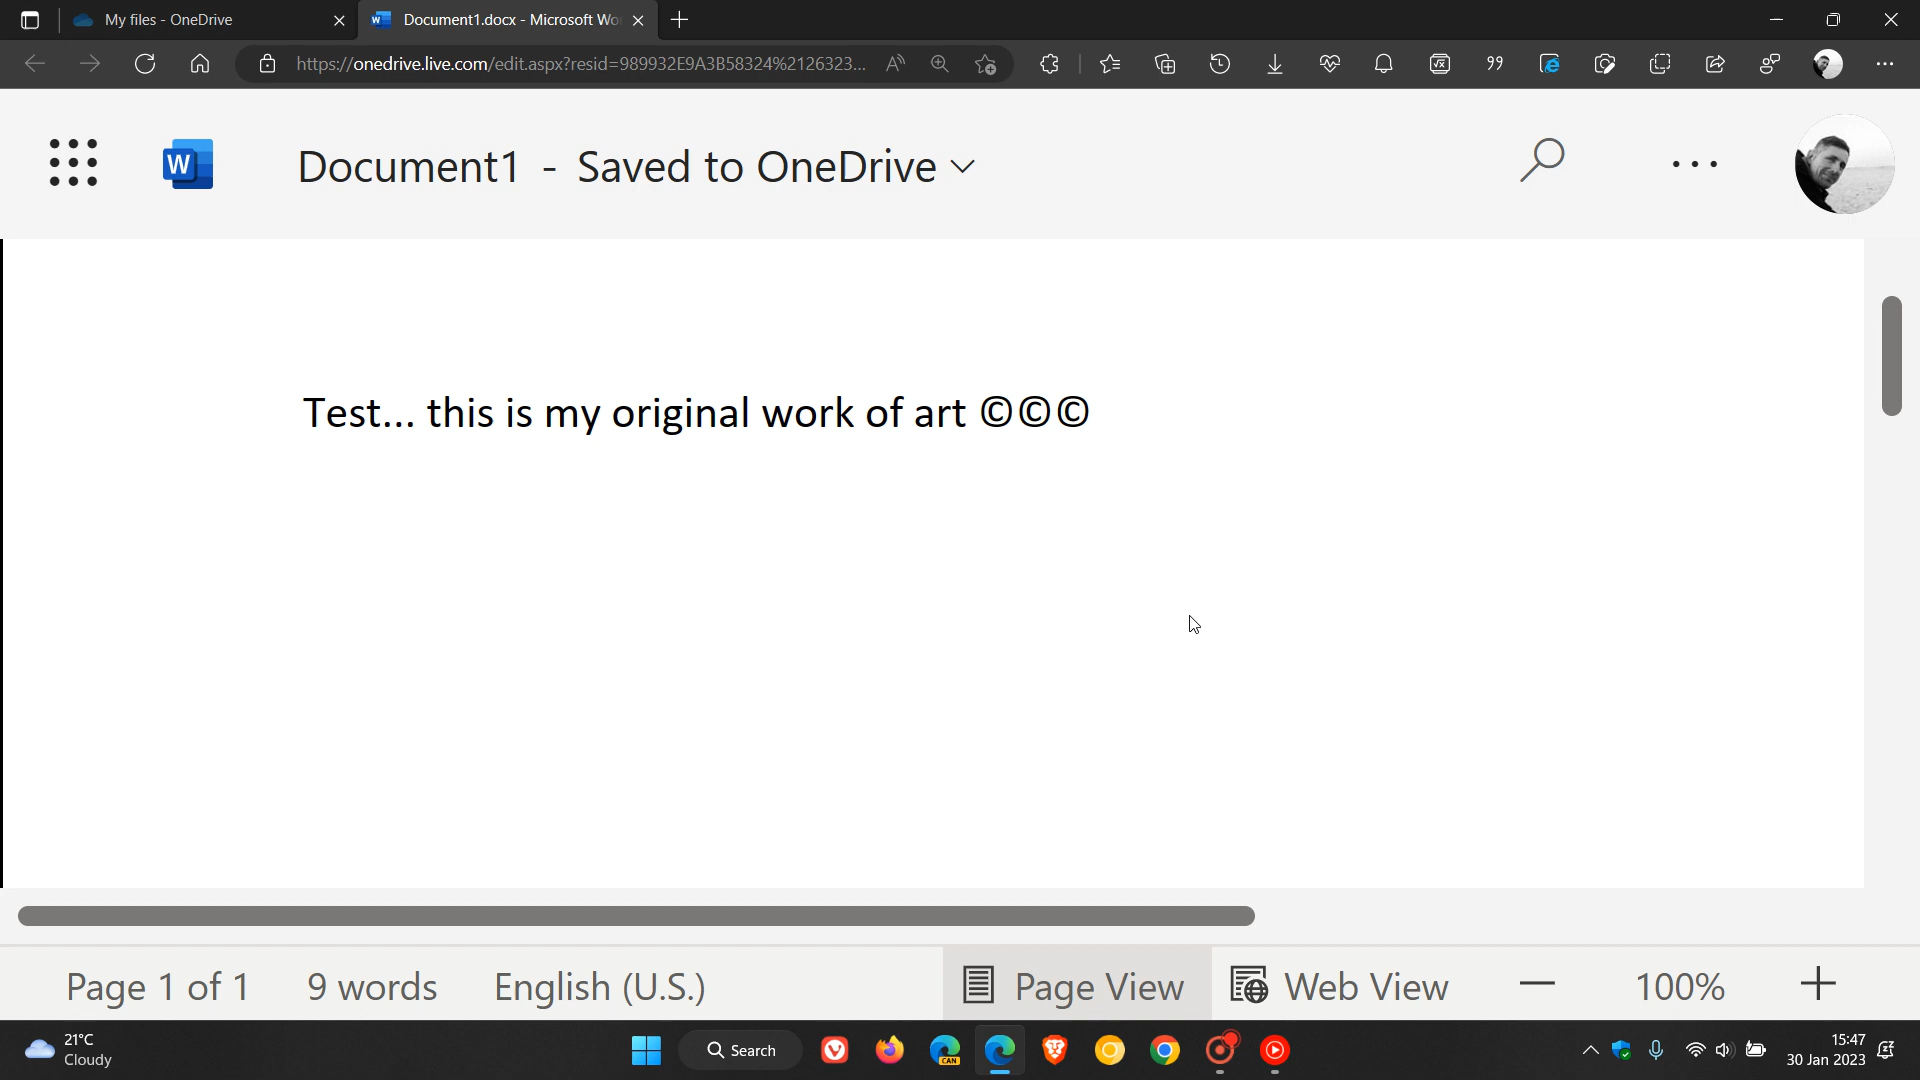 My files - OneDrive
Document1.docx - Microsoft Wo
https://onedrive.live.com/edit.aspx?resid=989932E9A3B58324%2126323...
W
Document1 - Saved to OneDrive
Test... this is my original work of art ©©©
Page 1 of 1
9 words
English (U.S.)
Page View
Web View
100%
21°C
Cloudy
Search
CAN
15:47
30 Jan 2023